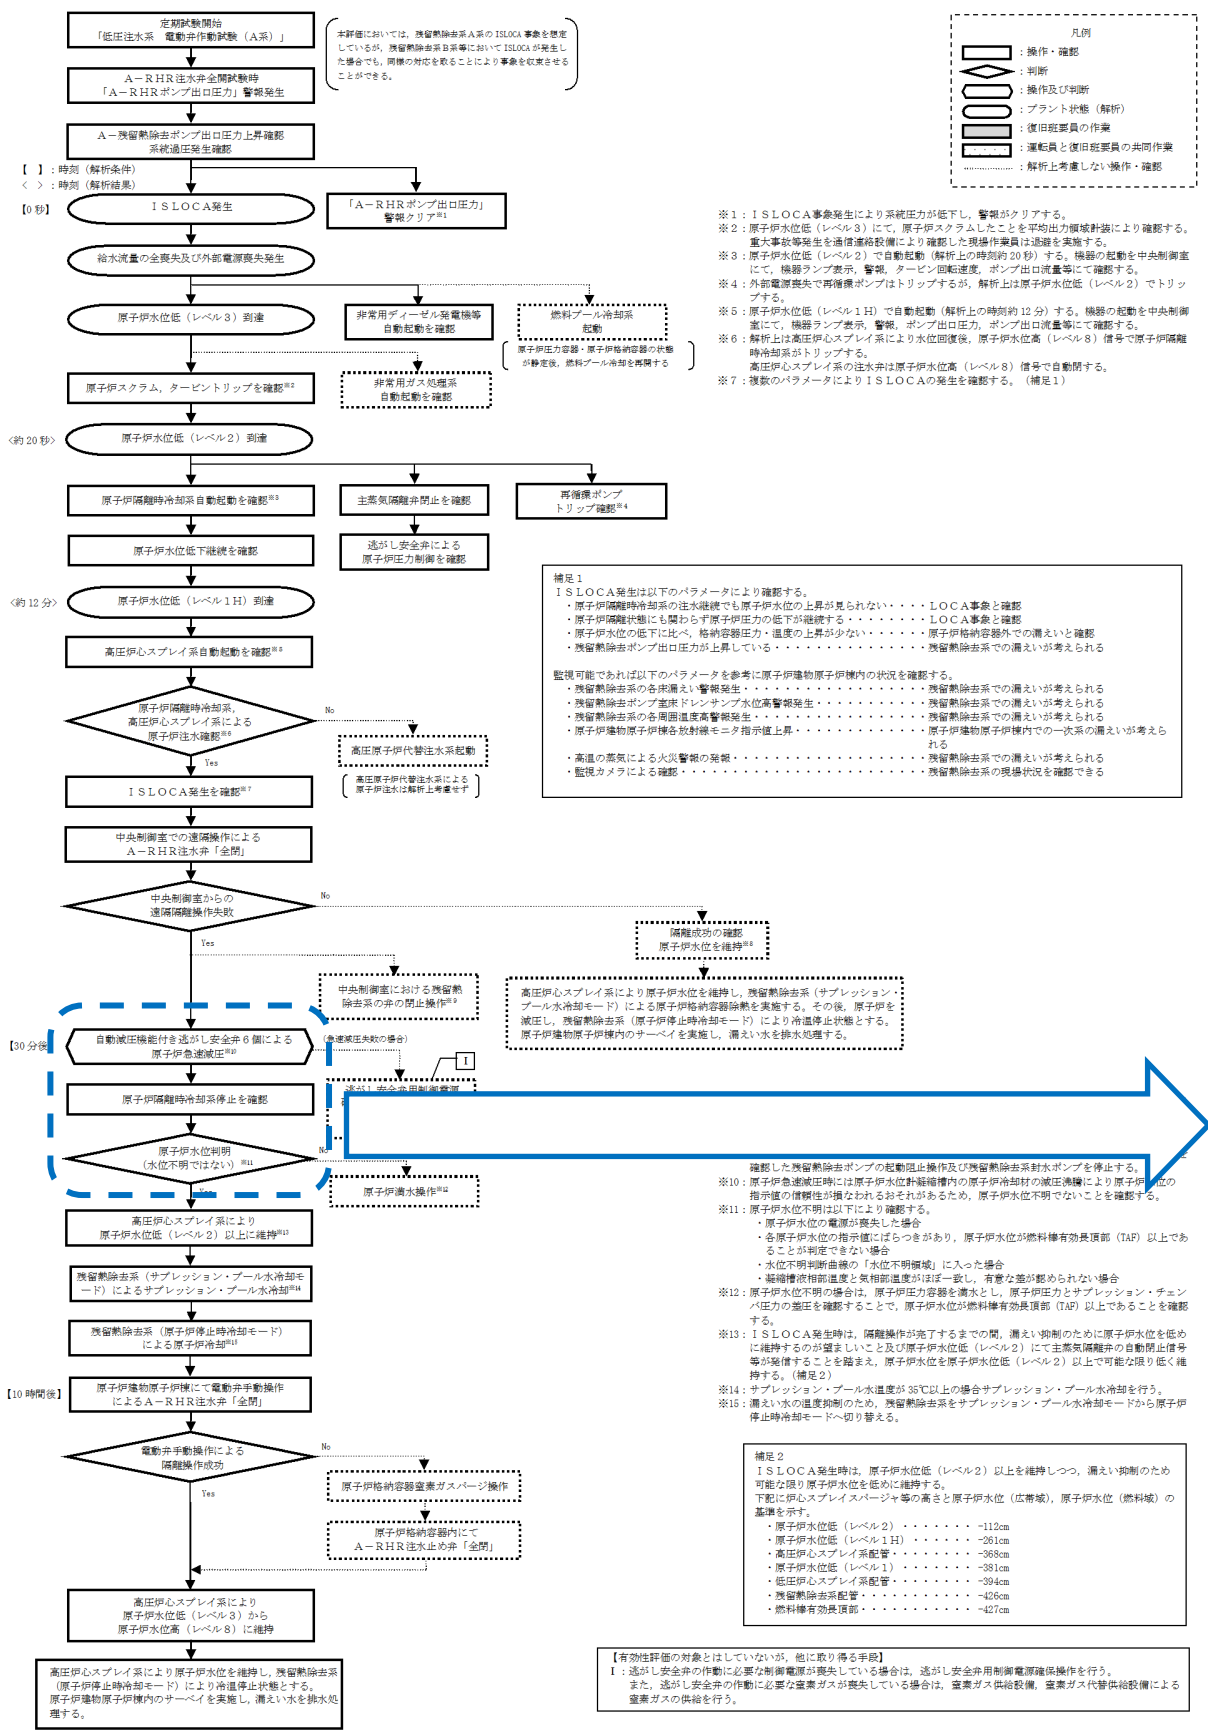 定期試験開始
「低圧注水系　電動弁作動試験（A系）」
本評価においては，残留熱除去系A系のISLOCA事象を想定
しているが，残留熱除去系B系等においてISLOCAが発生し
た場合でも，同様の対応を取ることにより事象を収束させる
ことができる。
凡例
：操作・確認
：判断
：操作及び判断
：プラント状態（解析）
：復旧班要員の作業
：運転員と復旧班要員の共同作業
：解析上考慮しない操作・確認
A－RHR注水弁全開試験時
「A－RHRポンプ出口圧力」警報発生
A－残留熱除去ポンプ出口圧力上昇確認
系統過圧発生確認
【　】：時刻（解析条件）
＜　＞：時刻（解析結果）
【0秒】
ISLOCA発生
「A－RHRポンプ出口圧力」
警報クリア※1
給水流量の全喪失及び外部電源喪失発生
原子炉水位低（レベル3）到達
非常用ディーゼル発電機等
自動起動を確認
燃料プール冷却系
起動
原子炉圧力容器・原子炉格納容器の状態
が静定後，燃料プール冷却を再開する
原子炉スクラム，タービントリップを確認※2
非常用ガス処理系
自動起動を確認
＜約20秒＞
原子炉水位低（レベル2）到達
原子炉隔離時冷却系自動起動を確認※3
主蒸気隔離弁閉止を確認
再循環ポンプ
トリップ確認※4
原子炉水位低下継続を確認
逃がし安全弁による
原子炉圧力制御を確認
＜約12分＞
原子炉水位低（レベル1H）到達
高圧炉心スプレイ系自動起動を確認※5
原子炉隔離時冷却系，
高圧炉心スプレイ系による
原子炉注水確認※6
No
高圧原子炉代替注水系起動
高圧原子炉代替注水系による
原子炉注水は解析上考慮せず
Yes
ISLOCA発生を確認※7
中央制御室での遠隔操作による
A－RHR注水弁「全閉」
中央制御室からの
遠隔隔離操作失敗
No
隔離成功の確認
原子炉水位を維持※8
高圧炉心スプレイ系により原子炉水位を維持し，残留熱除去系（サプレッション・
プール水冷却モード）による原子炉格納容器除熱を実施する。その後，原子炉を
減圧し，残留熱除去系（原子炉停止時冷却モード）により冷温停止状態とする。
原子炉建物原子炉棟内のサーベイを実施し，漏えい水を排水処理する。
Yes
中央制御室における残留熱
除去系の弁の閉止操作※9
【30分後】
自動減圧機能付き逃がし安全弁6個による
原子炉急速減圧※10
（急速減圧失敗の場合）
I
逃がし安全弁用制御電源
原子炉隔離時冷却系停止を確認
原子炉水位判明
（水位不明ではない）※11
No
原子炉満水操作※12
Yes
高圧炉心スプレイ系により
原子炉水位低（レベル2）以上に維持※13
残留熱除去系（サプレッション・プール水冷却モ
ード）によるサプレッション・プール水冷却※14
残留熱除去系（原子炉停止時冷却モード）
による原子炉冷却※15
【10時間後】
原子炉建物原子炉棟にて電動弁手動操作
によるA－RHR注水弁「全閉」
電動弁手動操作による
隔離操作成功
No
原子炉格納容器窒素ガスパージ操作
原子炉格納容器内にて
A－RHR注水止め弁「全閉」
Yes
高圧炉心スプレイ系により
原子炉水位低（レベル3）から
原子炉水位高（レベル8）に維持
高圧炉心スプレイ系により原子炉水位を維持し，残留熱除去系
（原子炉停止時冷却モード）により冷温停止状態とする。
原子炉建物原子炉棟内のサーベイを実施し，漏えい水を排水処
理する。
※1：ISLOCA事象発生により系統圧力が低下し，警報がクリアする。
※2：原子炉水位低（レベル3）にて，原子炉スクラムしたことを平均出力領域計装により確認する。
重大事故等発生を通信連絡設備により確認した現場作業員は退避を実施する。
※3：原子炉水位低（レベル2）で自動起動（解析上の時刻約20秒）する。機器の起動を中央制御室
にて，機器ランプ表示，警報，タービン回転速度，ポンプ出口流量等にて確認する。
※4：外部電源喪失で再循環ポンプはトリップするが，解析上は原子炉水位低（レベル2）でトリッ
プする。
※5：原子炉水位低（レベル1H）で自動起動（解析上の時刻約12分）する。機器の起動を中央制御
室にて，機器ランプ表示，警報，ポンプ出口圧力，ポンプ出口流量等にて確認する。
※6：解析上は高圧炉心スプレイ系により水位回復後，原子炉水位高（レベル8）信号で原子炉隔離
時冷却系がトリップする。
高圧炉心スプレイ系の注水弁は原子炉水位高（レベル8）信号で自動閉する。
※7：複数のパラメータによりISLOCAの発生を確認する。（補足1）
補足1
ISLOCA発生は以下のパラメータにより確認する。
・原子炉隔離時冷却系の注水継続でも原子炉水位の上昇が見られない・・・・LOCA事象と確認
・原子炉隔離状態にも関わらず原子炉圧力の低下が継続する・・・・・・・・LOCA事象と確認
・原子炉水位の低下に比べ，格納容器圧力・温度の上昇が少ない・・・・・・原子炉格納容器外での漏えいと確認
・残留熱除去ポンプ出口圧力が上昇している・・・・・・・・・・・・・・残留熱除去系での漏えいが考えられる
監視可能であれば以下のパラメータを参考に原子炉建物原子炉棟内の状況を確認する。
・残留熱除去系の各床漏えい警報発生・・・・・・・・・・・・・・・・・残留熱除去系での漏えいが考えられる
・残留熱除去ポンプ室床ドレンサンプ水位高警報発生・・・・・・・・・・残留熱除去系での漏えいが考えられる
・残留熱除去系の各周囲温度高警報発生・・・・・・・・・・・・・・・・残留熱除去系での漏えいが考えられる
・原子炉建物原子炉棟各放射線モニタ指示値上昇・・・・・・・・・・・・原子炉建物原子炉棟内での一次系の漏えいが考えら
れる
・高温の蒸気による火災警報の発報・・・・・・・・・・・・・・・・・・残留熱除去系での漏えいが考えられる
・監視カメラによる確認・・・・・・・・・・・・・・・・・・・・・・・残留熱除去系の現場状況を確認できる
確認した残留熱除去ポンプの起動阻止操作及び残留熱除去系封水ポンプを停止する。
※10：原子炉急速減圧時には原子炉水位計凝縮槽内の原子炉冷却材の減圧沸騰により原子炉水位の
指示値の信頼性が損なわれるおそれがあるため，原子炉水位不明でないことを確認する。
※11：原子炉水位不明は以下により確認する。
・原子炉水位の電源が喪失した場合
・各原子炉水位の指示値にばらつきがあり，原子炉水位が燃料棒有効長頂部（TAF）以上であ
ることが判定できない場合
・水位不明判断曲線の「水位不明領域」に入った場合
・凝縮槽液相部温度と気相部温度がほぼ一致し，有意な差が認められない場合
※12：原子炉水位不明の場合は，原子炉圧力容器を満水とし，原子炉圧力とサプレッション・チェン
バ圧力の差圧を確認することで，原子炉水位が燃料棒有効長頂部（TAF）以上であることを確認
する。
※13：ISLOCA発生時は，隔離操作が完了するまでの間，漏えい抑制のために原子炉水位を低め
に維持するのが望ましいこと及び原子炉水位低（レベル2）にて主蒸気隔離弁の自動閉止信号
等が発信することを踏まえ，原子炉水位を原子炉水位低（レベル2）以上で可能な限り低く維
持する。（補足2）
※14：サプレッション・プール水温度が35℃以上の場合サプレッション・プール水冷却を行う。
※15：漏えい水の温度抑制のため，残留熱除去系をサプレッション・プール水冷却モードから原子炉
停止時冷却モードへ切り替える。
補足2
ISLOCA発生時は，原子炉水位低（レベル2）以上を維持しつつ，漏えい抑制のため
可能な限り原子炉水位を低めに維持する。
下記に炉心スプレイスパージャ等の高さと原子炉水位（広帯域），原子炉水位（燃料域）の
基準を示す。
・原子炉水位低（レベル2）・・・・・・・ -112cm
・原子炉水位低（レベル1H）・・・・・・ -261cm
・高圧炉心スプレイ系配管・・・・・・・・ -368cm
・原子炉水位低（レベル1）・・・・・・・ -381cm
・低圧炉心スプレイ系配管・・・・・・・・ -394cm
・残留熱除去系配管・・・・・・・・・・・ -426cm
・燃料棒有効長頂部・・・・・・・・・・・ -427cm
【有効性評価の対象とはしていないが，他に取り得る手段】
I：逃がし安全弁の作動に必要な制御電源が喪失している場合は，逃がし安全弁用制御電源確保操作を行う。
また，逃がし安全弁の作動に必要な窒素ガスが喪失している場合は，窒素ガス供給設備，窒素ガス代替供給設備による
窒素ガスの供給を行う。